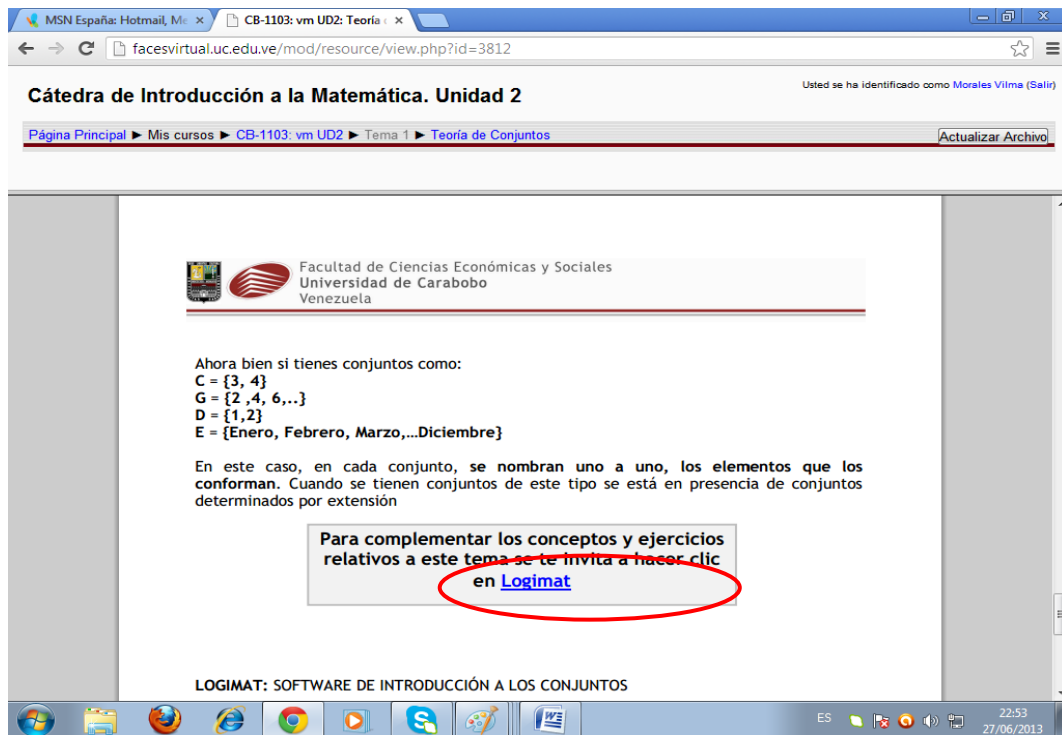 MSN España: Hotmail, Me
CB-1103: vm UD2: Teoría
facesvirtual.uc.edu.ve/mod/resource/view.php?id=3812
Cátedra de Introducción a la Matemática. Unidad 2
Usted se ha identificado como Morales Vilma (Salir)
Página Principal ► Mis cursos ► CB-1103: vm UD2 ► Tema 1 ► Teoría de Conjuntos
Actualizar Archivo
Facultad de Ciencias Económicas y Sociales
Universidad de Carabobo
Venezuela
Ahora bien si tienes conjuntos como:
C = {3, 4}
G = {2 ,4, 6,..}
D = {1,2}
E = {Enero, Febrero, Marzo,...Diciembre}
En este caso, en cada conjunto, se nombran uno a uno, los elementos que los
conforman. Cuando se tienen conjuntos de este tipo se está en presencia de conjuntos
determinados por extensión
Para complementar los conceptos y ejercicios
relativos a este tema se te invita a hacer clic
en Logimat
LOGIMAT: SOFTWARE DE INTRODUCCIÓN A LOS CONJUNTOS
ES
22:53
27/06/2013